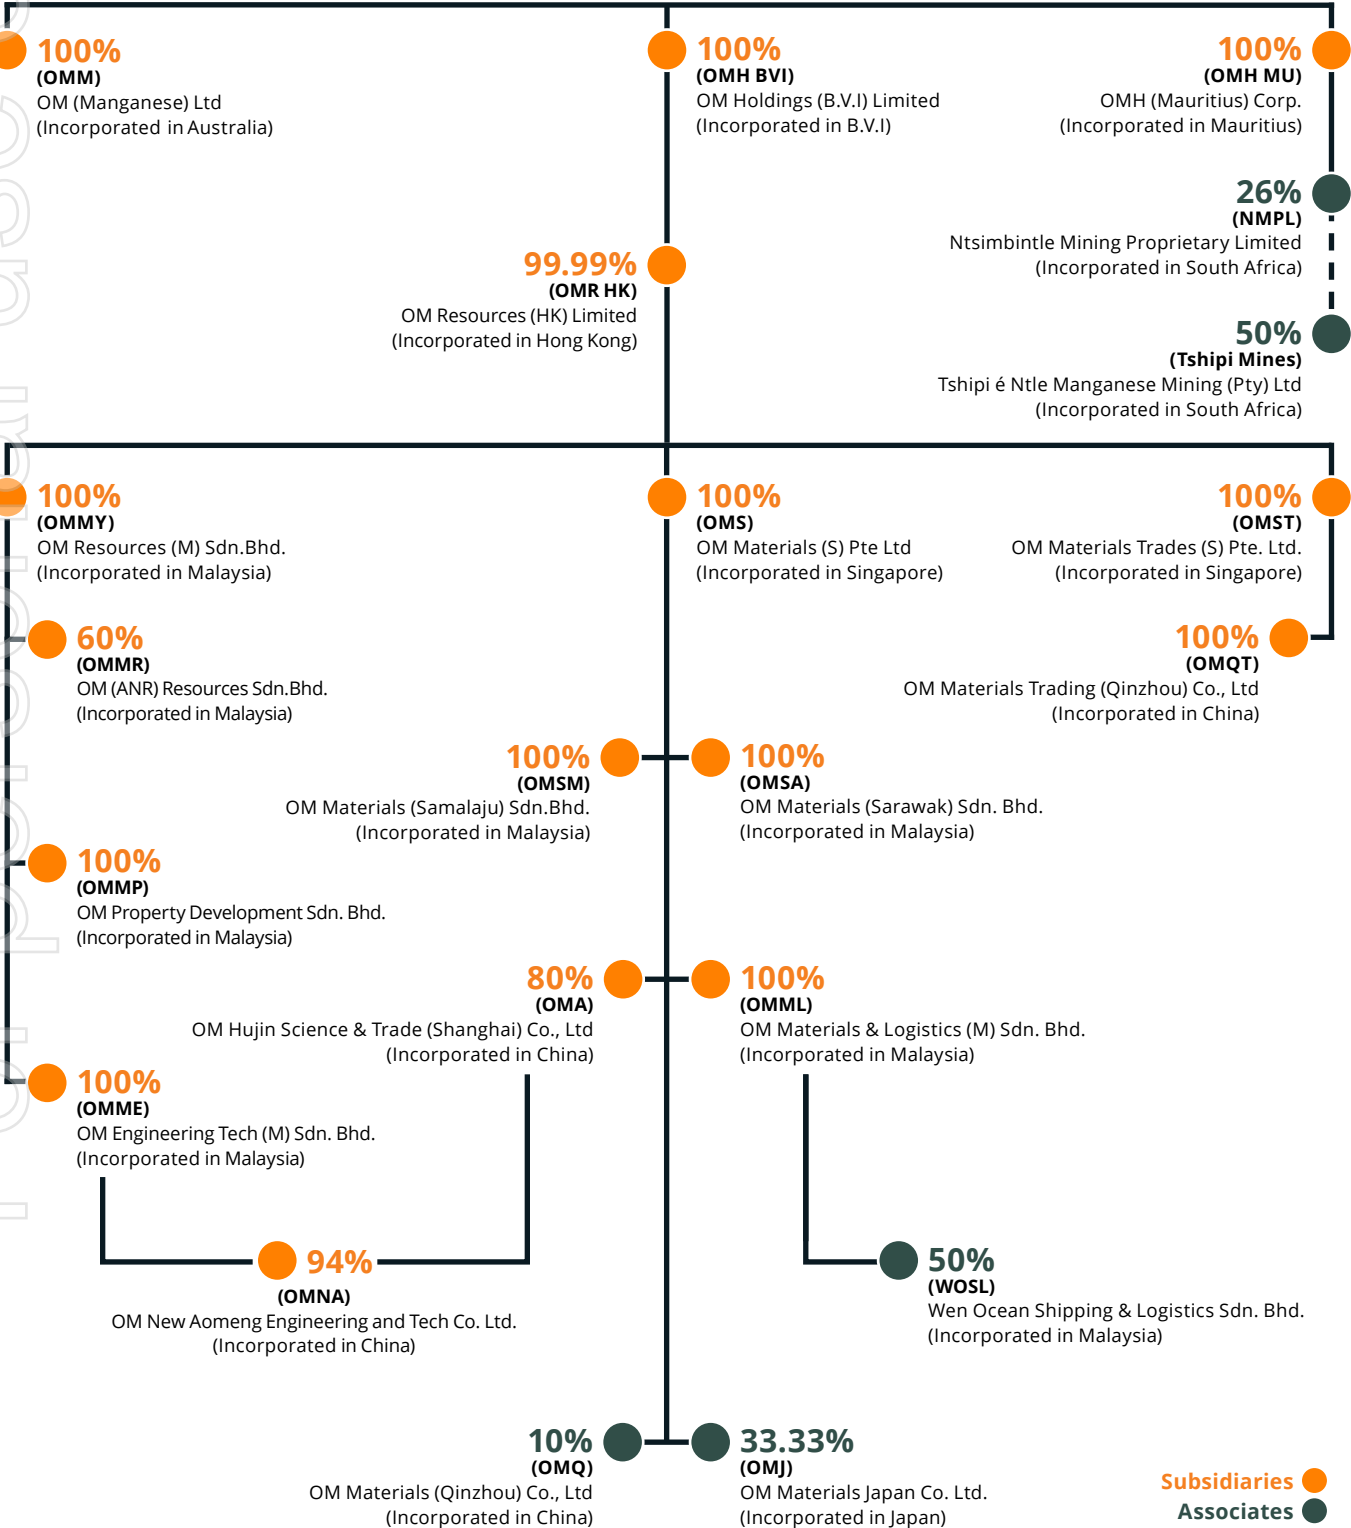 100%
(OMM)
OM (Manganese) Ltd
(Incorporated in Australia)
100%
(OMH BVI)
OM Holdings (B.V.I) Limited
(Incorporated in B.V.I)
100%
(OMH MU)
OMH (Mauritius) Corp.
(Incorporated in Mauritius)
26%
(NMPL)
Ntsimbintle Mining Proprietary Limited
(Incorporated in South Africa)
99.99%
(OMR HK)
OM Resources (HK) Limited
(Incorporated in Hong Kong)
50%
(Tshipi Mines)
Tshipi é Ntle Manganese Mining (Pty) Ltd
(Incorporated in South Africa)
100%
(OMMY)
OM Resources (M) Sdn.Bhd.
(Incorporated in Malaysia)
100%
(OMS)
OM Materials (S) Pte Ltd
(Incorporated in Singapore)
100%
(OMST)
OM Materials Trades (S) Pte. Ltd.
(Incorporated in Singapore)
60%
(OMMR)
OM (ANR) Resources Sdn.Bhd.
(Incorporated in Malaysia)
100%
(OMQT)
OM Materials Trading (Qinzhou) Co., Ltd
(Incorporated in China)
100%
(OMSM)
OM Materials (Samalaju) Sdn.Bhd.
(Incorporated in Malaysia)
100%
(OMSA)
OM Materials (Sarawak) Sdn. Bhd.
(Incorporated in Malaysia)
100%
(OMMP)
OM Property Development Sdn. Bhd.
(Incorporated in Malaysia)
80%
(OMA)
OM Hujin Science & Trade (Shanghai) Co., Ltd
(Incorporated in China)
100%
(OMML)
OM Materials & Logistics (M) Sdn. Bhd.
(Incorporated in Malaysia)
100%
(OMME)
OM Engineering Tech (M) Sdn. Bhd.
(Incorporated in Malaysia)
94%
(OMNA)
OM New Aomeng Engineering and Tech Co. Ltd.
(Incorporated in China)
50%
(WOSL)
Wen Ocean Shipping & Logistics Sdn. Bhd.
(Incorporated in Malaysia)
10%
(OMQ)
OM Materials (Qinzhou) Co., Ltd
(Incorporated in China)
33.33%
(OMJ)
OM Materials Japan Co. Ltd.
(Incorporated in Japan)
Subsidiaries
Associates